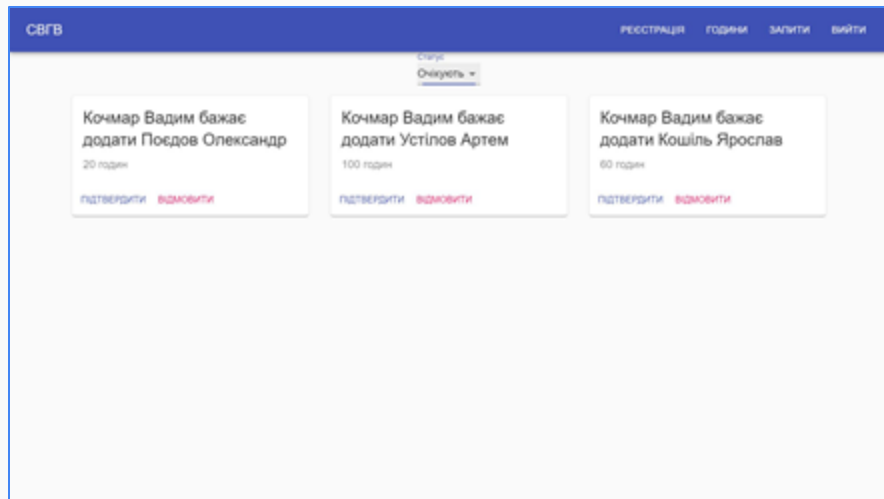 СВГВ
РЕЄСТРАЦІЯ ГОДИНИ ЗАПИТИ ВИЙТИ
Статус
Очікують
Кочмар Вадим бажає
додати Поєдов Олександр
20 годин
ПІДТВЕРДИТИ ВІДМОВИТИ
Кочмар Вадим бажає
додати Устілов Артем
100 годин
ПІДТВЕРДИТИ ВІДМОВИТИ
Кочмар Вадим бажає
додати Кошіль Ярослав
60 годин
ПІДТВЕРДИТИ ВІДМОВИТИ